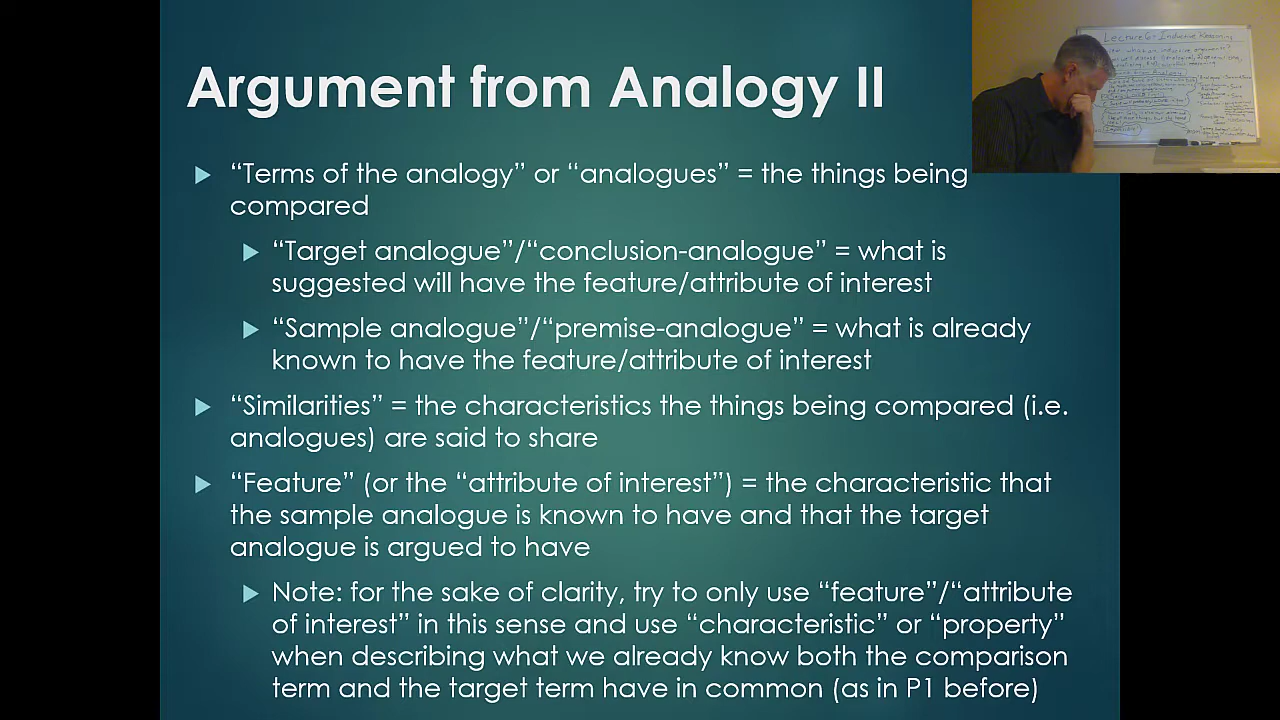 Argument from Analogy II
“Terms of the analogy” or “analogues” = the things being
compared
“Target analogue”/“conclusion-analogue” = what is
suggested will have the feature/attribute of interest
“Sample analogue”/“premise-analogue” = what is already
known to have the feature/attribute of interest
“Similarities” = the characteristics the things being compared (i.e.
analogues) are said to share
“Feature” (or the “attribute of interest”) = the characteristic that
the sample analogue is known to have and that the target
analogue is argued to have
Note: for the sake of clarity, try to only use “feature”/“attribute
of interest” in this sense and use “characteristic” or “property”
when describing what we already know both the comparison
term and the target term have in common (as in P1 before)
Lecture 6: Inductive Reasoning